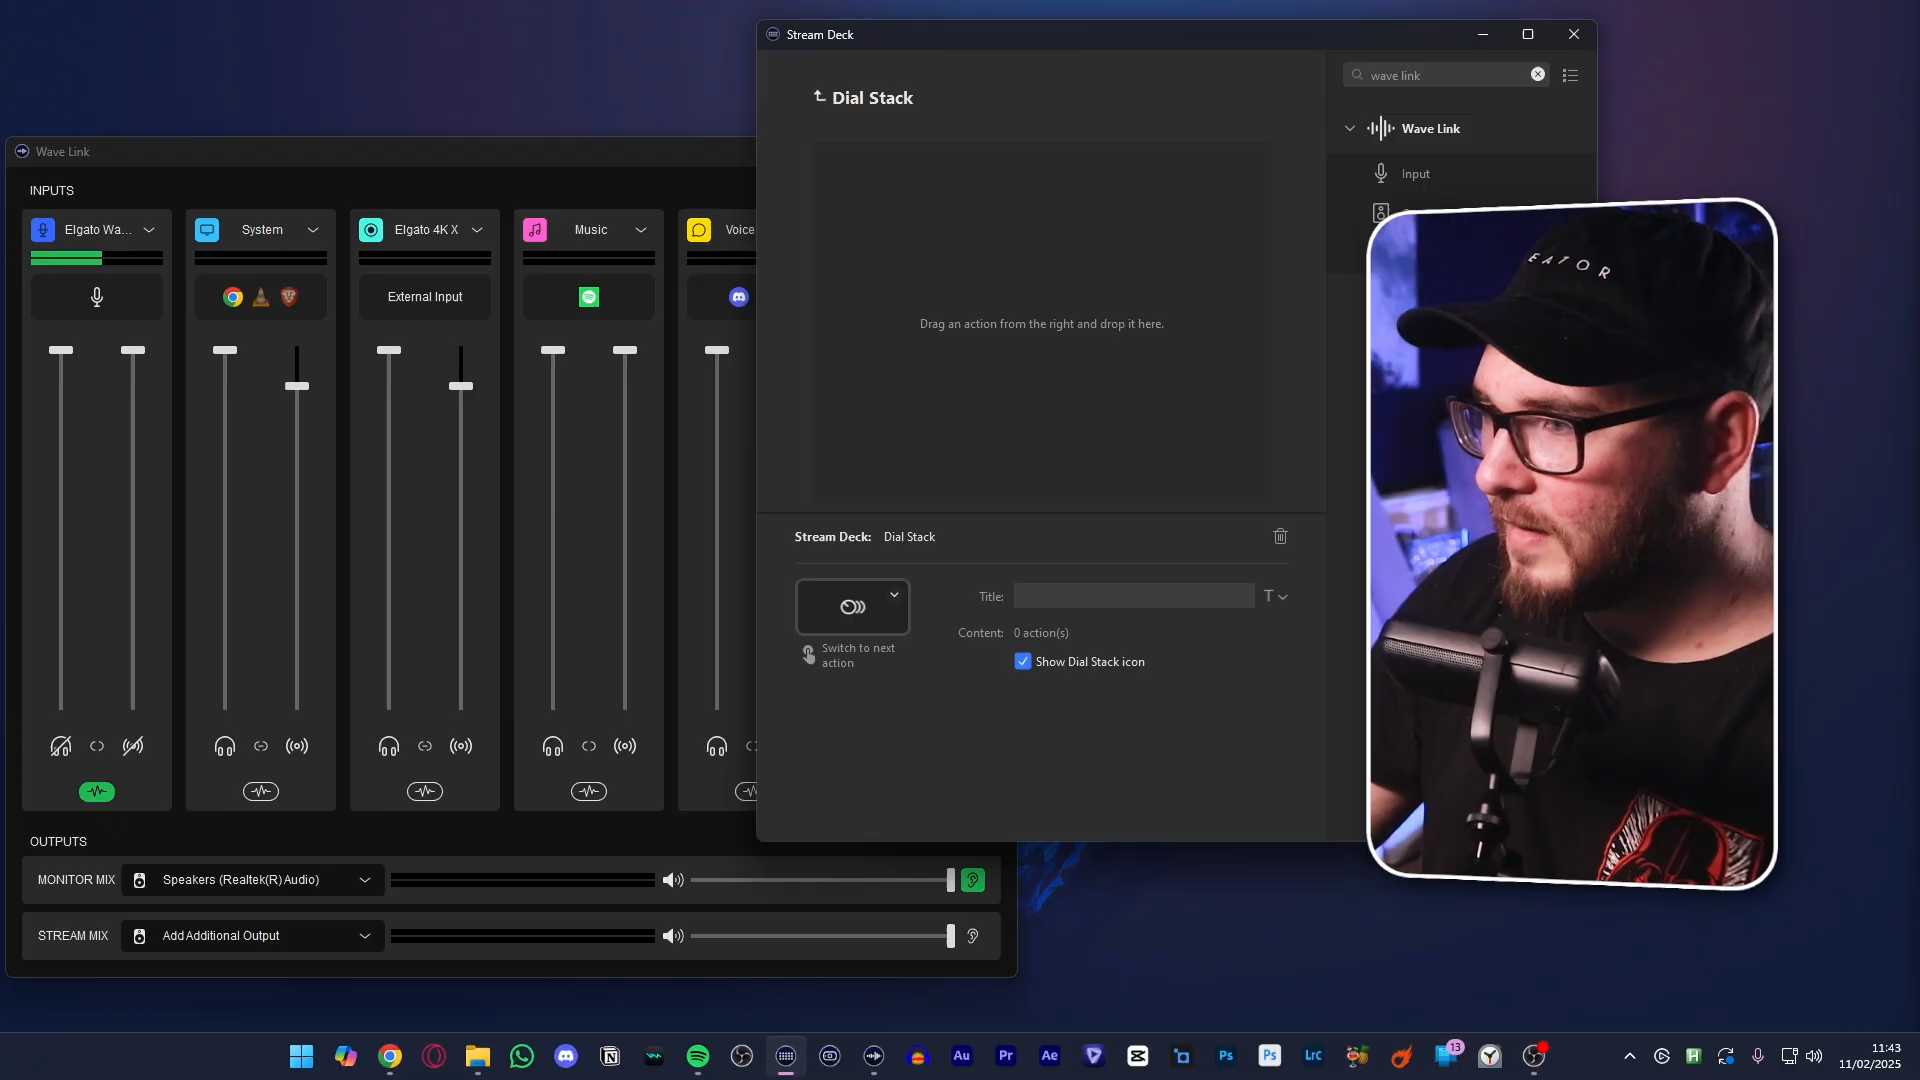 Stream Deck
wave link
Dial Stack
Wave Link
Input
Wave Link
INPUTS
Elgato Wa...
System
Elgato 4K X
Music
Voice
External Input
Drag an action from the right and drop it here.
EATOR
Stream Deck: Dial Stack
Title:
T
Content: 0 action(s)
Switch to next
action
Show Dial Stack icon
OUTPUTS
MONITOR MIX
Speakers (Realtek(R) Audio)
STREAM MIX
Add Additional Output
N
Au
Pr
Ae
Ps
Ps
Lrc
13
H
11:43
11/02/2025